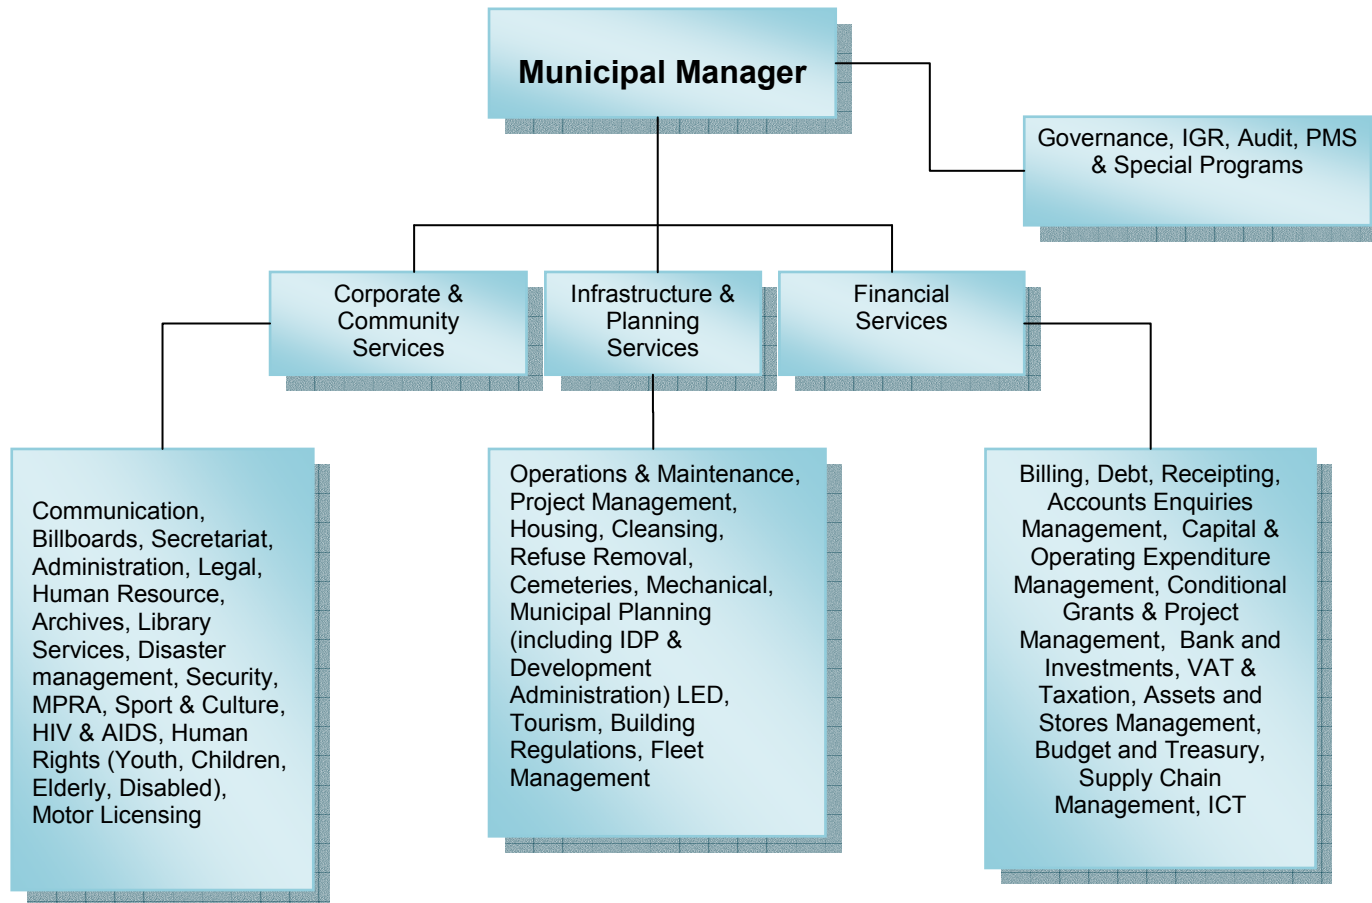 Municipal Manager
Governance, IGR, Audit, PMS
& Special Programs
Corporate &
Community
Services
Infrastructure &
Planning
Services
Financial
Services
Communication,
Billboards, Secretariat,
Administration, Legal,
Human Resource,
Archives, Library
Services, Disaster
management, Security,
MPRA, Sport & Culture,
HIV & AIDS, Human
Rights (Youth, Children,
Elderly, Disabled),
Motor Licensing
Operations & Maintenance,
Project Management,
Housing, Cleansing,
Refuse Removal,
Cemeteries, Mechanical,
Municipal Planning
(including IDP &
Development
Administration) LED,
Tourism, Building
Regulations, Fleet
Management
Billing, Debt, Receipting,
Accounts Enquiries
Management, Capital &
Operating Expenditure
Management, Conditional
Grants & Project
Management, Bank and
Investments, VAT &
Taxation, Assets and
Stores Management,
Budget and Treasury,
Supply Chain
Management, ICT